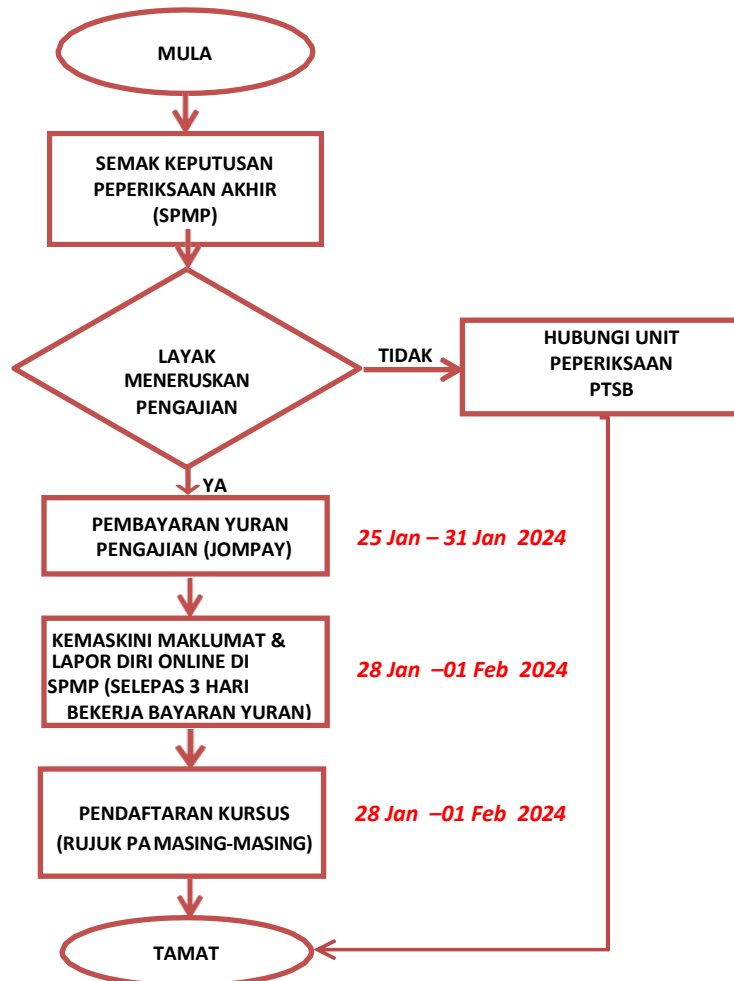 MULA
SEMAK KEPUTUSAN
PEPERIKSAAN AKHIR
(SPMP)
LAYAK
MENERUSKAN
PENGAJIAN
TIDAK
HUBUNGI UNIT
PEPERIKSAAN
PTSB
YA
PEMBAYARAN YURAN
PENGAJIAN (JOMPAY)
25 Jan – 31 Jan 2024
KEMASKINI MAKLUMAT &
LAPOR DIRI ONLINE DI
SPMP (SELEPAS 3 HARI
BEKERJA BAYARAN YURAN)
28 Jan –01 Feb 2024
PENDAFTARAN KURSUS
(RUJUK PA MASING-MASING)
28 Jan –01 Feb 2024
TAMAT